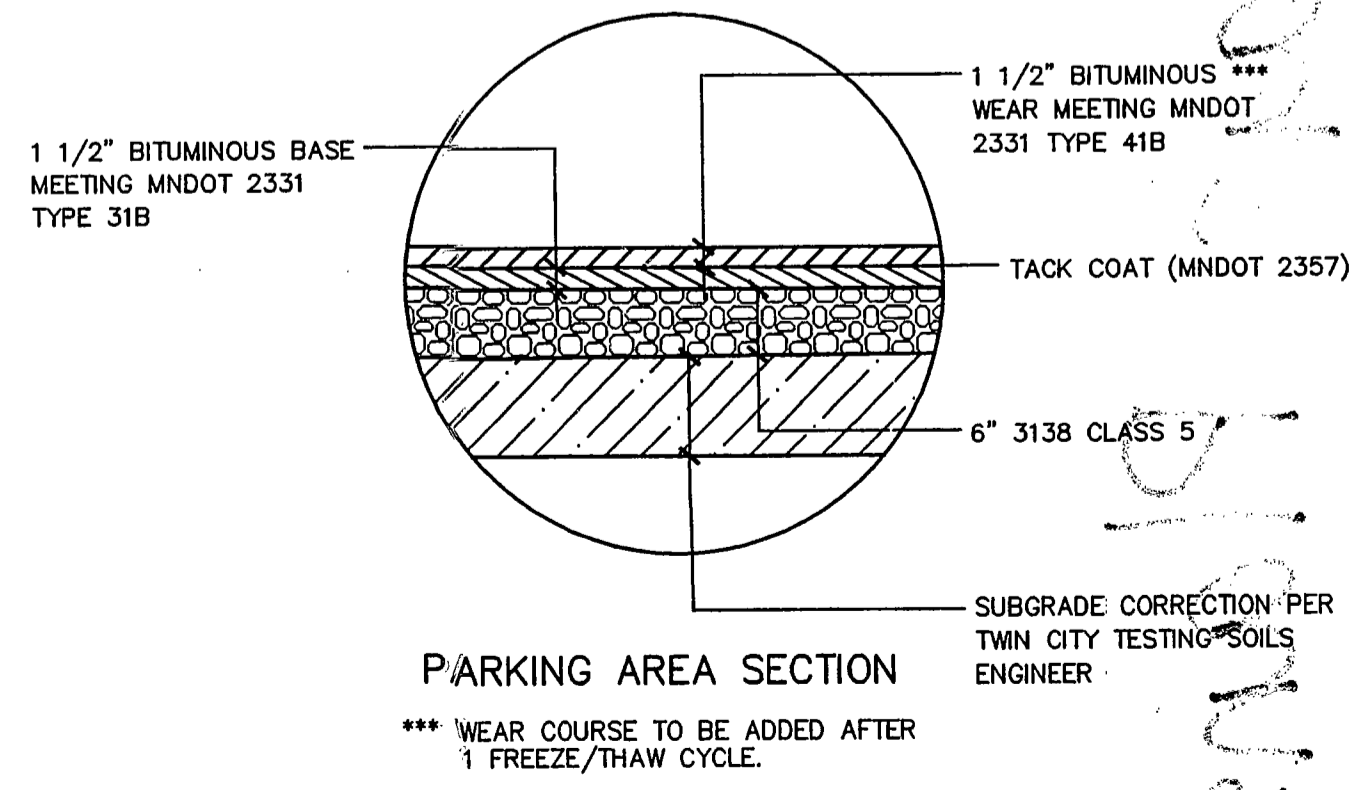 1 1/2" BITUMINOUS BASE
MEETING MNDOT 2331
TYPE 31B
1 1/2" BITUMINOUS ***
WEAR MEETING MNDOT
2331 TYPE 41B
TACK COAT (MNDOT 2357)
6" 3138 CLASS 5
SUBGRADE CORRECTION PER
TWIN CITY TESTING SOILS
ENGINEER
PARKING AREA SECTION
*** WEAR COURSE TO BE ADDED AFTER
1 FREEZE/THAW CYCLE.